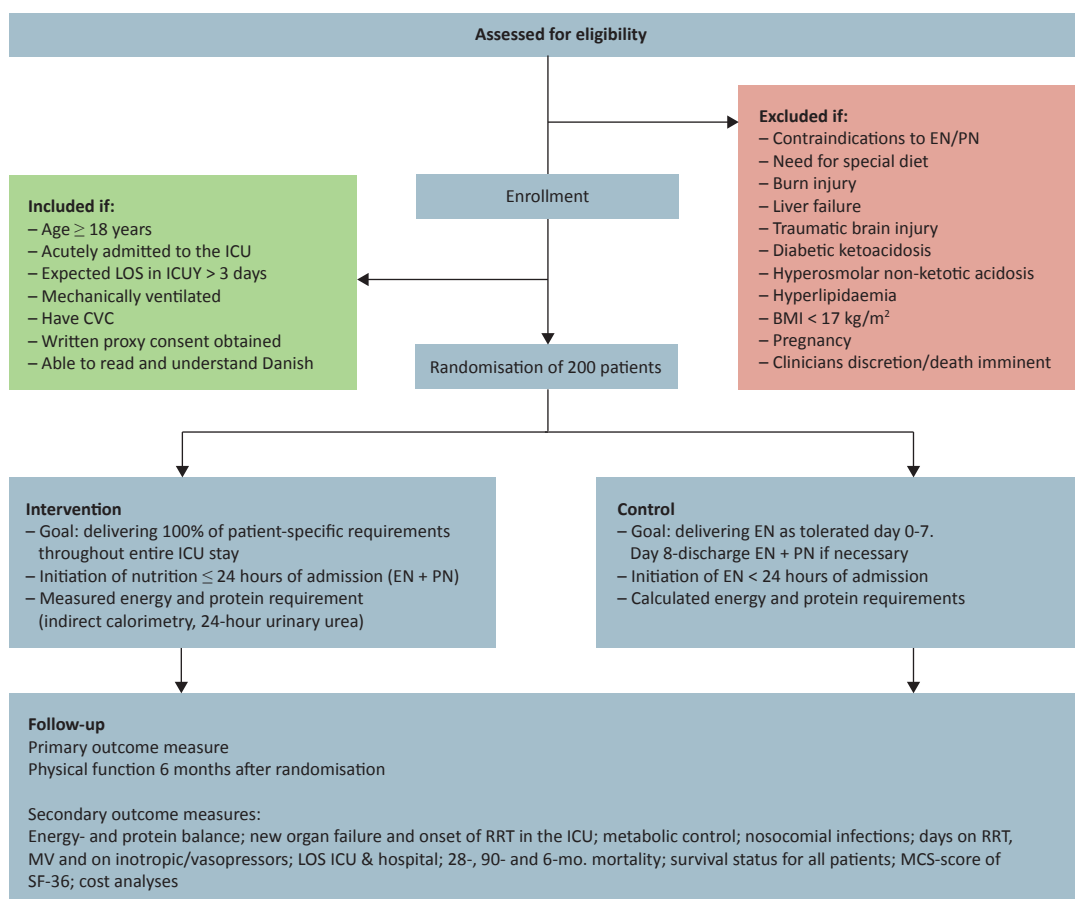 Assessed for eligibility
Excluded if:
– Contraindications to EN/PN
– Need for special diet
– Burn injury
– Liver failure
– Traumatic brain injury
– Diabetic ketoacidosis
– Hyperosmolar non-ketotic acidosis
– Hyperlipidaemia
– BMI < 17 kg/m²
– Pregnancy
– Clinicians discretion/death imminent
Enrollment
Included if:
– Age ≥ 18 years
– Acutely admitted to the ICU
– Expected LOS in ICUY > 3 days
– Mechanically ventilated
– Have CVC
– Written proxy consent obtained
– Able to read and understand Danish
Randomisation of 200 patients
Intervention
– Goal: delivering 100% of patient-specific requirements
throughout entire ICU stay
– Initiation of nutrition ≤ 24 hours of admission (EN + PN)
– Measured energy and protein requirement
(indirect calorimetry, 24-hour urinary urea)
Control
– Goal: delivering EN as tolerated day 0-7.
Day 8-discharge EN + PN if necessary
– Initiation of EN < 24 hours of admission
– Calculated energy and protein requirements
Follow-up
Primary outcome measure
Physical function 6 months after randomisation
Secondary outcome measures:
Energy- and protein balance; new organ failure and onset of RRT in the ICU; metabolic control; nosocomial infections; days on RRT,
MV and on inotropic/vasopressors; LOS ICU & hospital; 28-, 90- and 6-mo. mortality; survival status for all patients; MCS-score of
SF-36; cost analyses